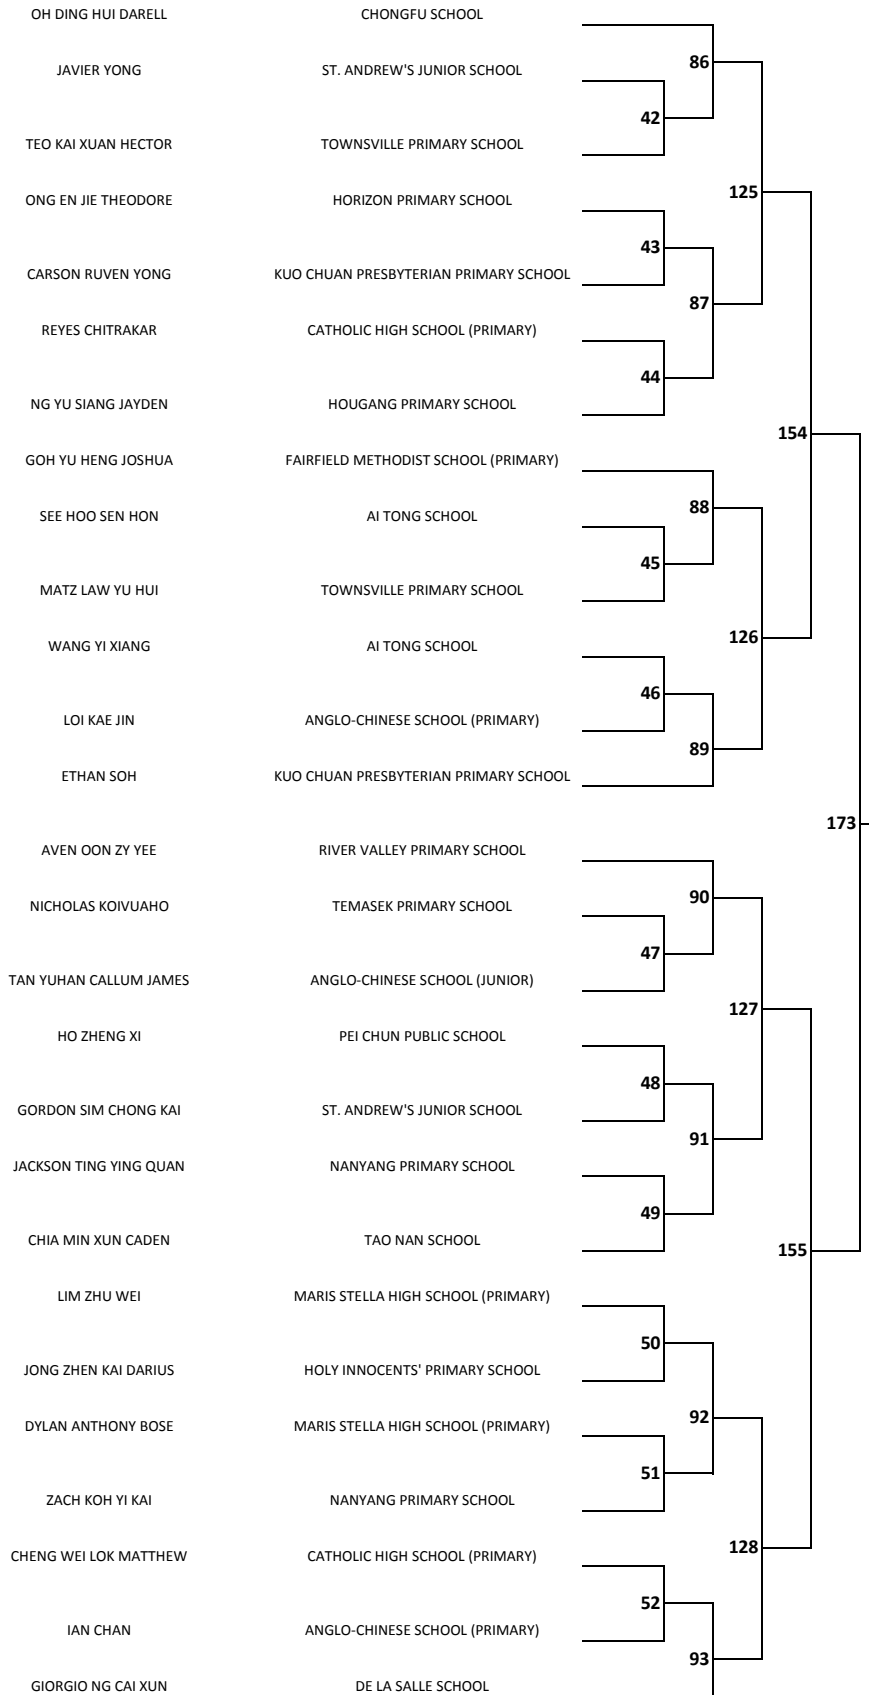 OH DING HUI DARELL CHONGFU SCHOOL
86
JAVIER YONG ST. ANDREW'S JUNIOR SCHOOL
42
TEO KAI XUAN HECTOR TOWNSVILLE PRIMARY SCHOOL
125
ONG EN JIE THEODORE HORIZON PRIMARY SCHOOL
43
CARSON RUVEN YONG KUO CHUAN PRESBYTERIAN PRIMARY SCHOOL
87
REYES CHITRAKAR CATHOLIC HIGH SCHOOL (PRIMARY)
44
NG YU SIANG JAYDEN HOUGANG PRIMARY SCHOOL
154
GOH YU HENG JOSHUA FAIRFIELD METHODIST SCHOOL (PRIMARY)
88
SEE HOO SEN HON AI TONG SCHOOL
45
MATZ LAW YU HUI TOWNSVILLE PRIMARY SCHOOL
126
WANG YI XIANG AI TONG SCHOOL
46
LOI KAE JIN ANGLO-CHINESE SCHOOL (PRIMARY)
89
ETHAN SOH KUO CHUAN PRESBYTERIAN PRIMARY SCHOOL
173
AVEN OON ZY YEE RIVER VALLEY PRIMARY SCHOOL
90
NICHOLAS KOIVUAHO TEMASEK PRIMARY SCHOOL
47
TAN YUHAN CALLUM JAMES ANGLO-CHINESE SCHOOL (JUNIOR)
127
HO ZHENG XI PEI CHUN PUBLIC SCHOOL
48
GORDON SIM CHONG KAI ST. ANDREW'S JUNIOR SCHOOL
91
JACKSON TING YING QUAN NANYANG PRIMARY SCHOOL
49
CHIA MIN XUN CADEN TAO NAN SCHOOL
155
LIM ZHU WEI MARIS STELLA HIGH SCHOOL (PRIMARY)
50
JONG ZHEN KAI DARIUS HOLY INNOCENTS' PRIMARY SCHOOL
92
DYLAN ANTHONY BOSE MARIS STELLA HIGH SCHOOL (PRIMARY)
51
ZACH KOH YI KAI NANYANG PRIMARY SCHOOL
128
CHENG WEI LOK MATTHEW CATHOLIC HIGH SCHOOL (PRIMARY)
52
IAN CHAN ANGLO-CHINESE SCHOOL (PRIMARY)
93
GIORGIO NG CAI XUN DE LA SALLE SCHOOL